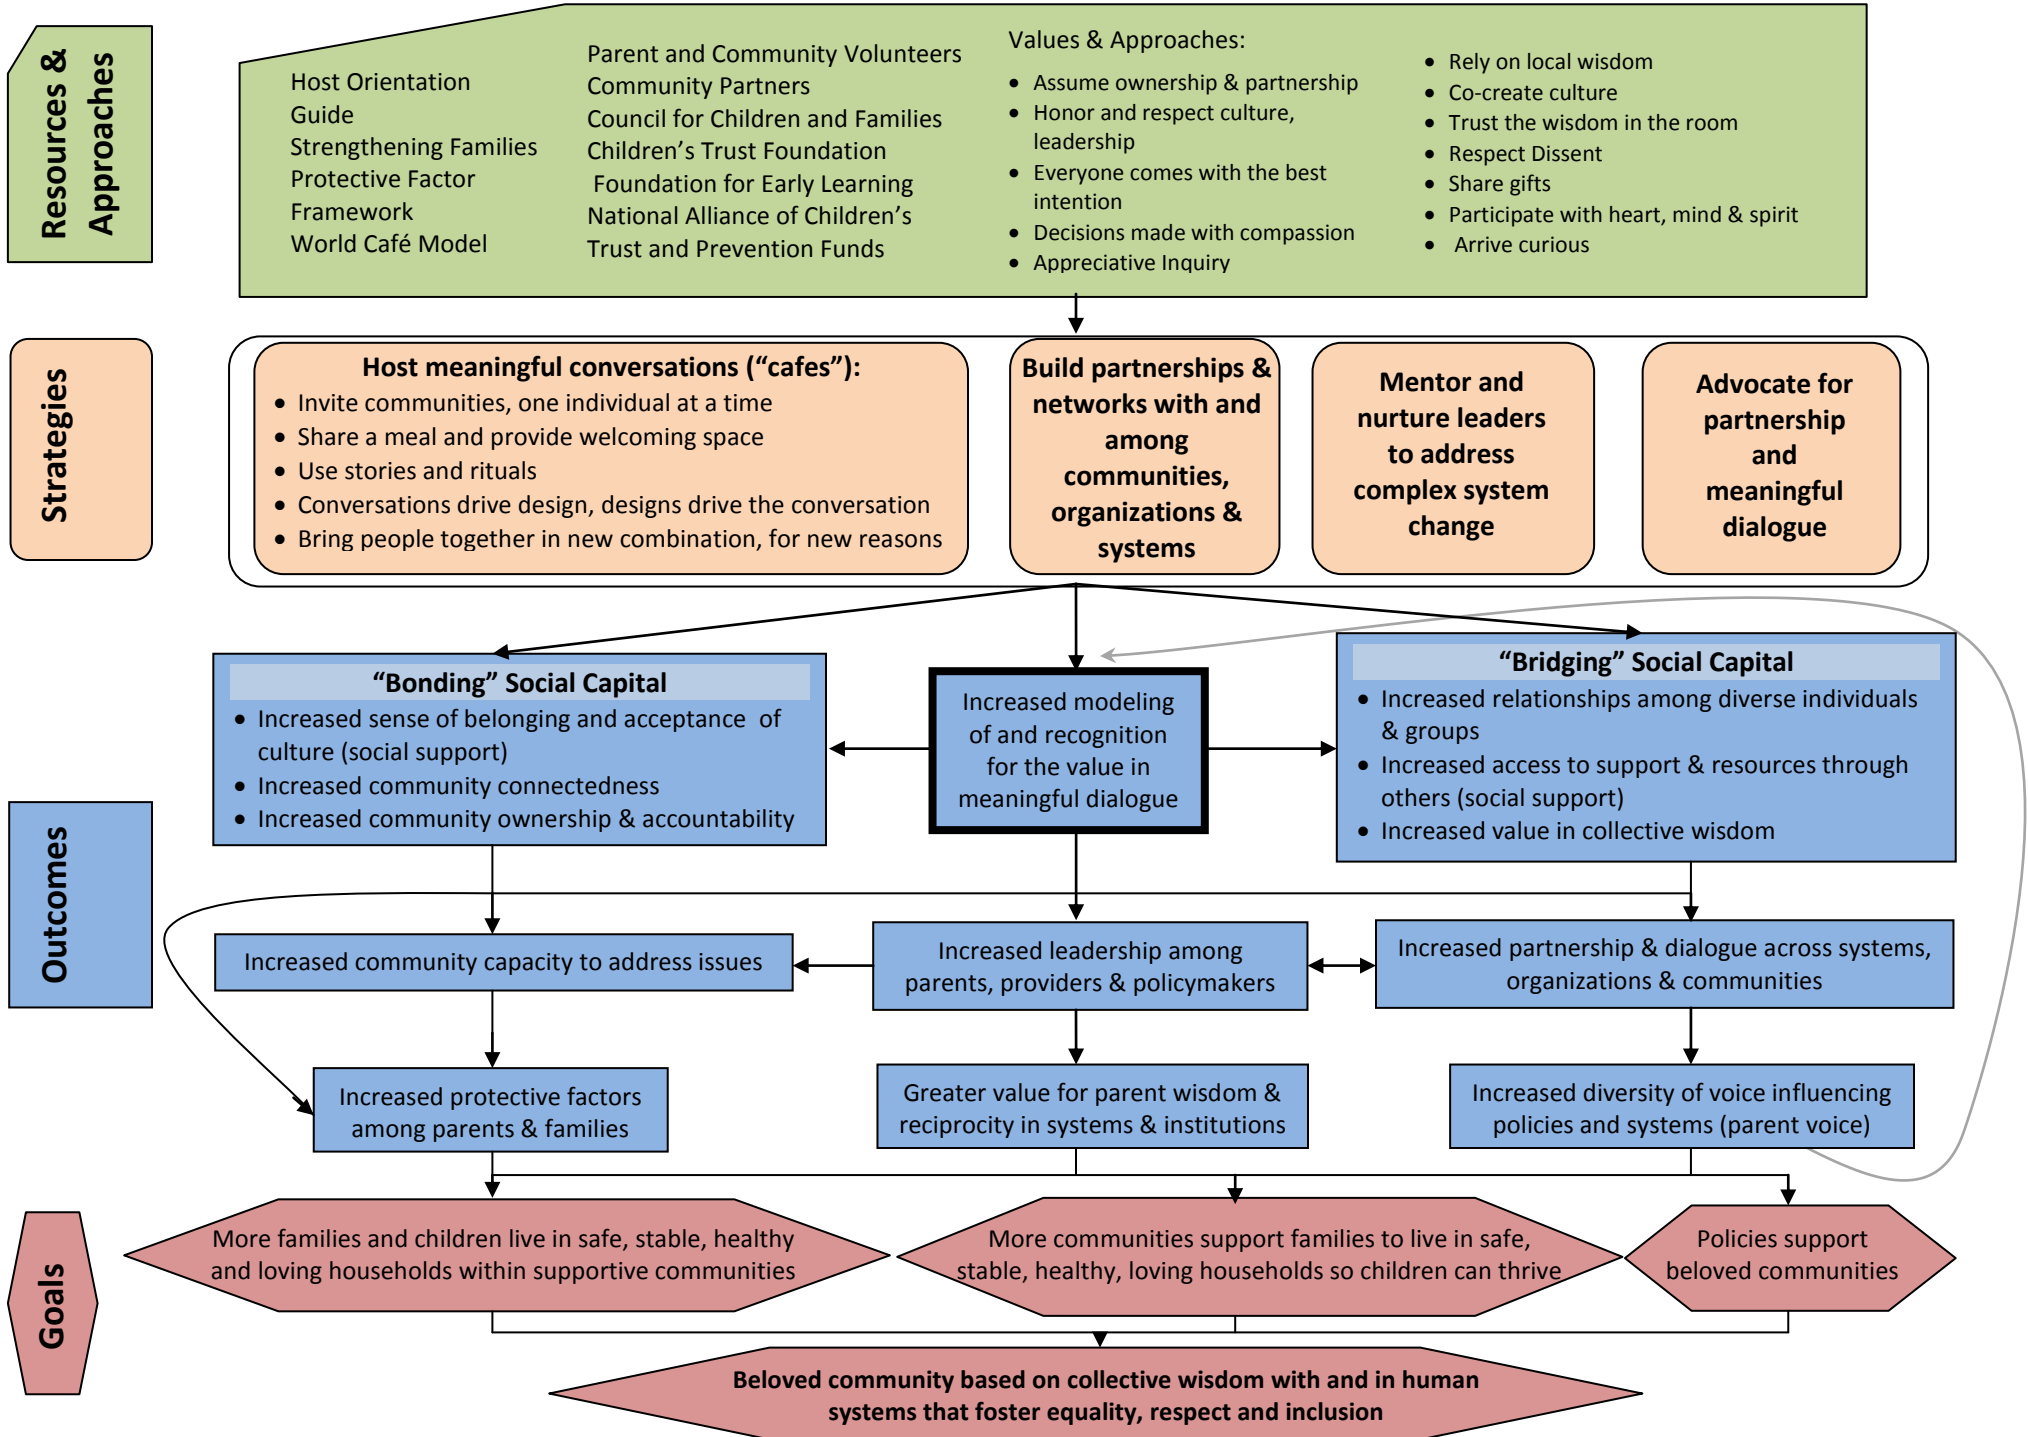 Resources &
Approaches
Host Orientation
Guide
Strengthening Families
Protective Factor
Framework
World Café Model
Parent and Community Volunteers
Community Partners
Council for Children and Families
Children’s Trust Foundation
Foundation for Early Learning
National Alliance of Children’s
Trust and Prevention Funds
Values & Approaches:
• Assume ownership & partnership
• Honor and respect culture,
leadership
• Everyone comes with the best
intention
• Decisions made with compassion
• Appreciative Inquiry
• Rely on local wisdom
• Co-create culture
• Trust the wisdom in the room
• Respect Dissent
• Share gifts
• Participate with heart, mind & spirit
• Arrive curious
Strategies
Host meaningful conversations (“cafes”):
• Invite communities, one individual at a time
• Share a meal and provide welcoming space
• Use stories and rituals
• Conversations drive design, designs drive the conversation
• Bring people together in new combination, for new reasons
Build partnerships &
networks with and
among
communities,
organizations &
systems
Mentor and
nurture leaders
to address
complex system
change
Advocate for
partnership
and
meaningful
dialogue
Outcomes
“Bonding” Social Capital
• Increased sense of belonging and acceptance of
culture (social support)
• Increased community connectedness
• Increased community ownership & accountability
Increased modeling
of and recognition
for the value in
meaningful dialogue
“Bridging” Social Capital
• Increased relationships among diverse individuals
& groups
• Increased access to support & resources through
others (social support)
• Increased value in collective wisdom
Increased community capacity to address issues
Increased leadership among
parents, providers & policymakers
Increased partnership & dialogue across systems,
organizations & communities
Increased protective factors
among parents & families
Greater value for parent wisdom &
reciprocity in systems & institutions
Increased diversity of voice influencing
policies and systems (parent voice)
Goals
More families and children live in safe, stable, healthy
and loving households within supportive communities
More communities support families to live in safe,
stable, healthy, loving households so children can thrive
Policies support
beloved communities
Beloved community based on collective wisdom with and in human
systems that foster equality, respect and inclusion